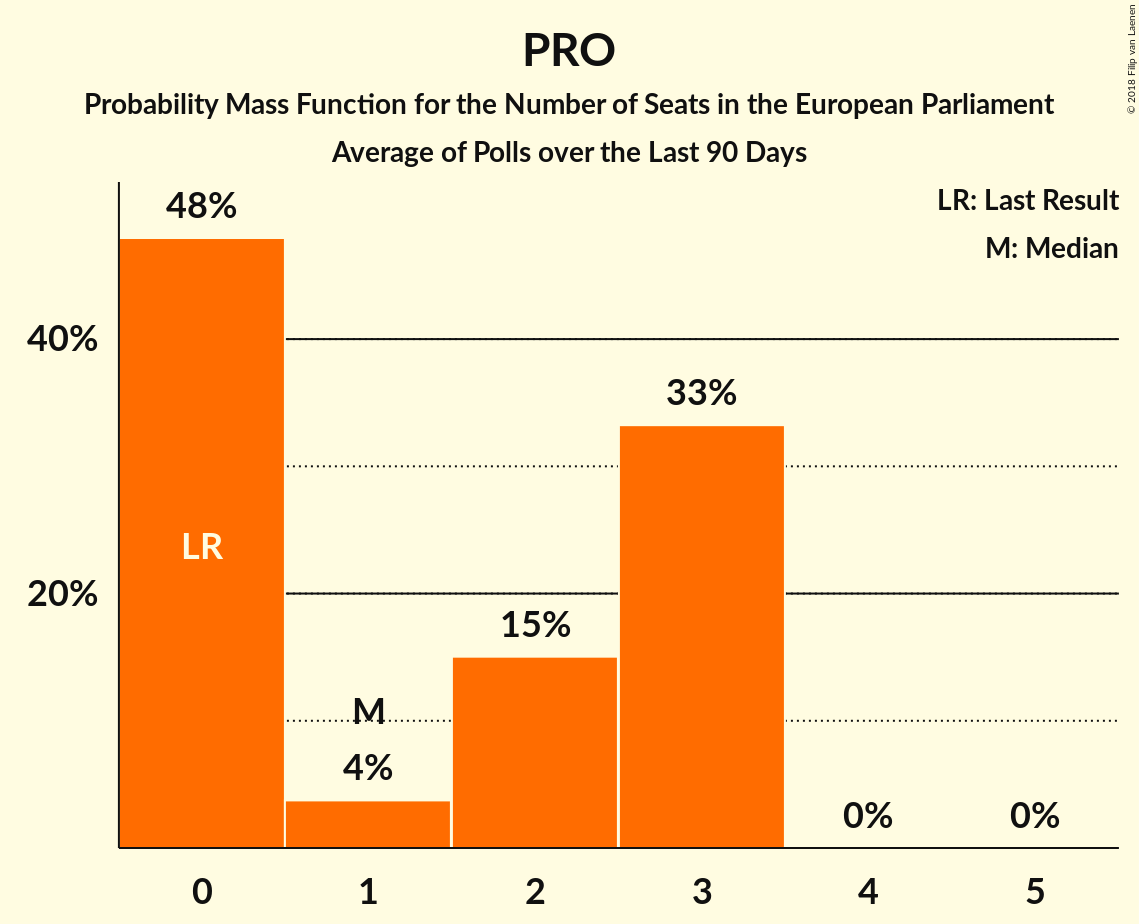 PRO
Probability Mass Function for the Number of Seats in the European Parliament
Average of Polls over the Last 90 Days
© 2018 Filip van Laenen
LR: Last Result
M: Median
48%
40%
33%
LR
20%
15%
M
4%
0%
0%
0 1 2 3 4 5